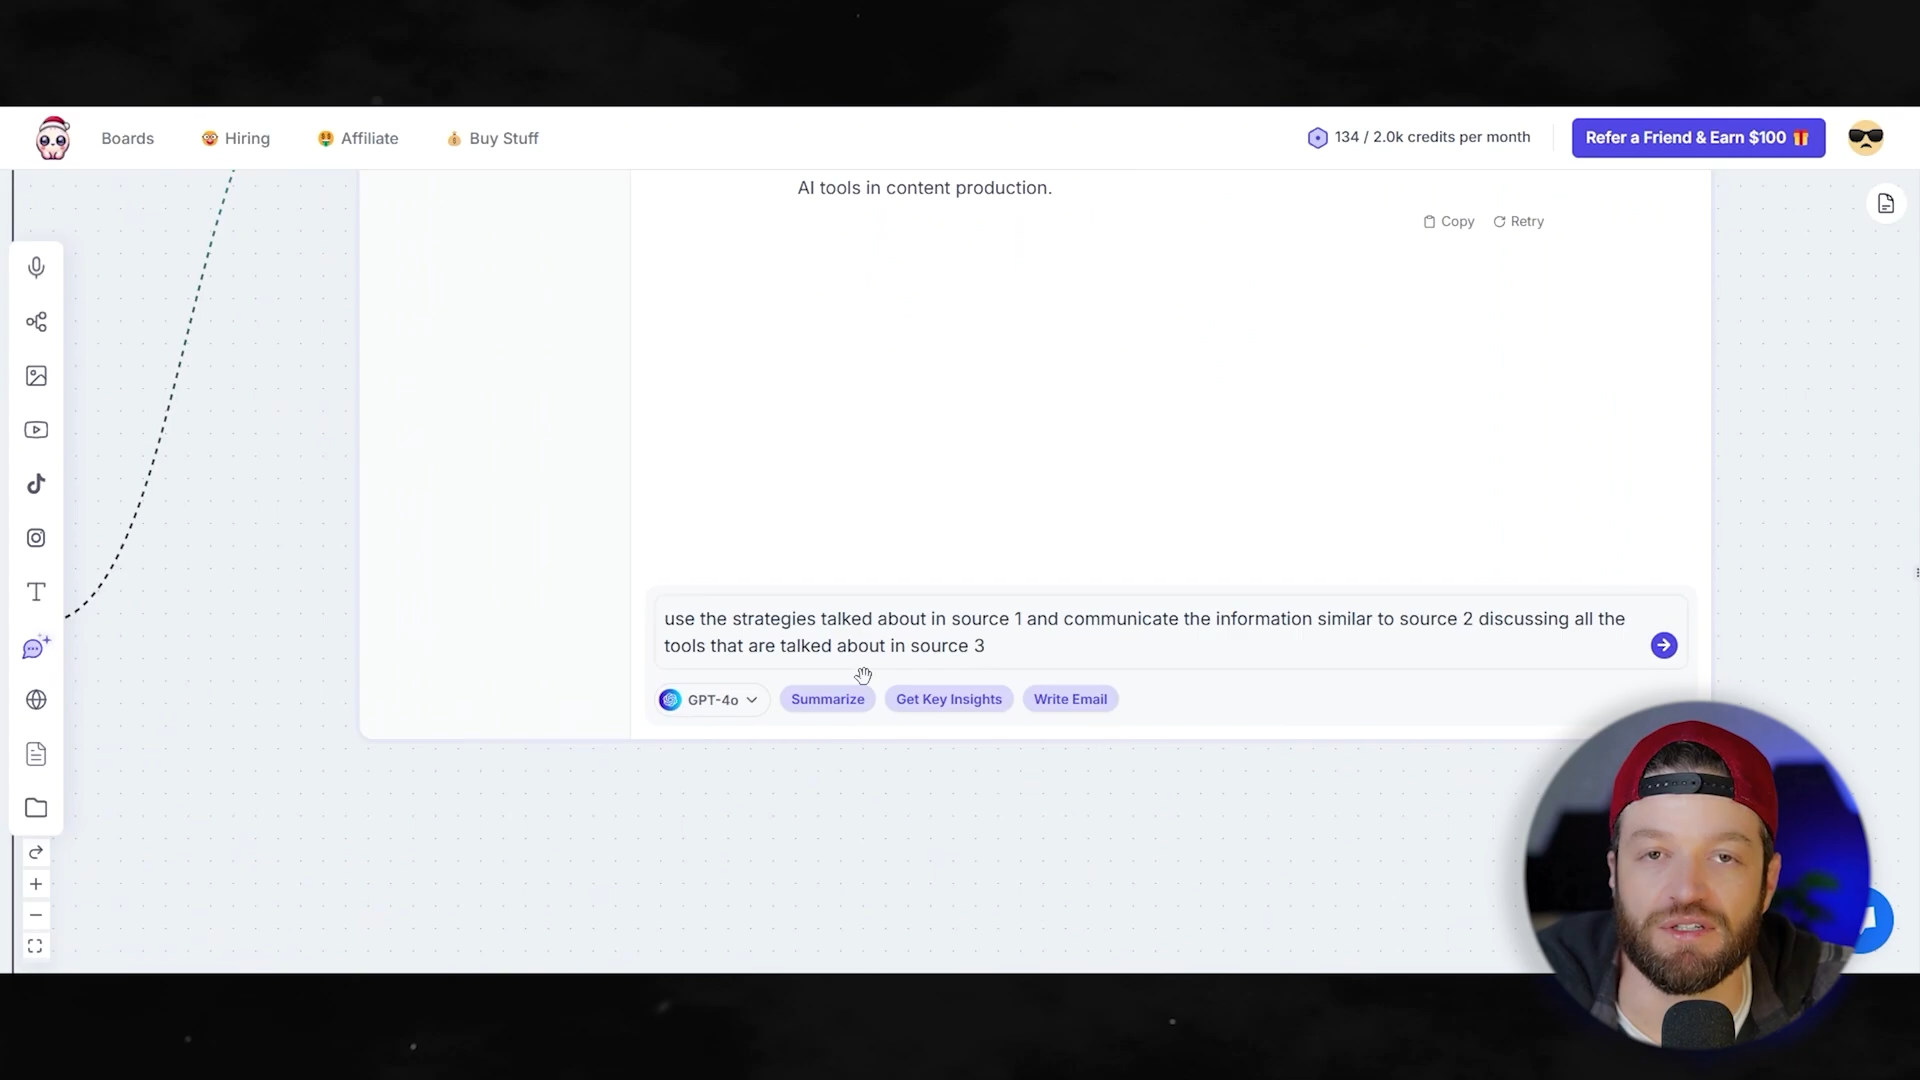 Boards
Hiring
Affiliate
Buy Stuff
134 / 2.0k credits per month
Refer a Friend & Earn $100
AI tools in content production.
Copy
Retry
use the strategies talked about in source 1 and communicate the information similar to source 2 discussing all the
tools that are talked about in source 3
GPT-4o
Summarize
Get Key Insights
Write Email